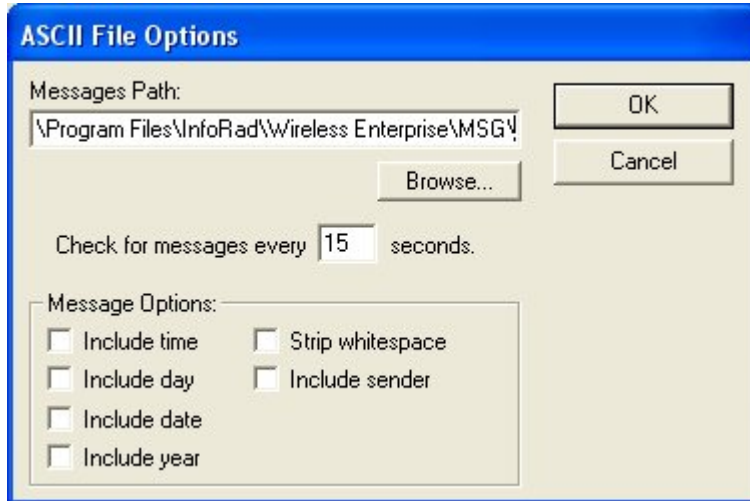 ASCII File Options
Messages Path:
\Program Files\InfoRad\Wireless Enterprise\MSG\
OK
Cancel
Browse...
Check for messages every 15 seconds.
Message Options:
Include time
Strip whitespace
Include day
Include sender
Include date
Include year